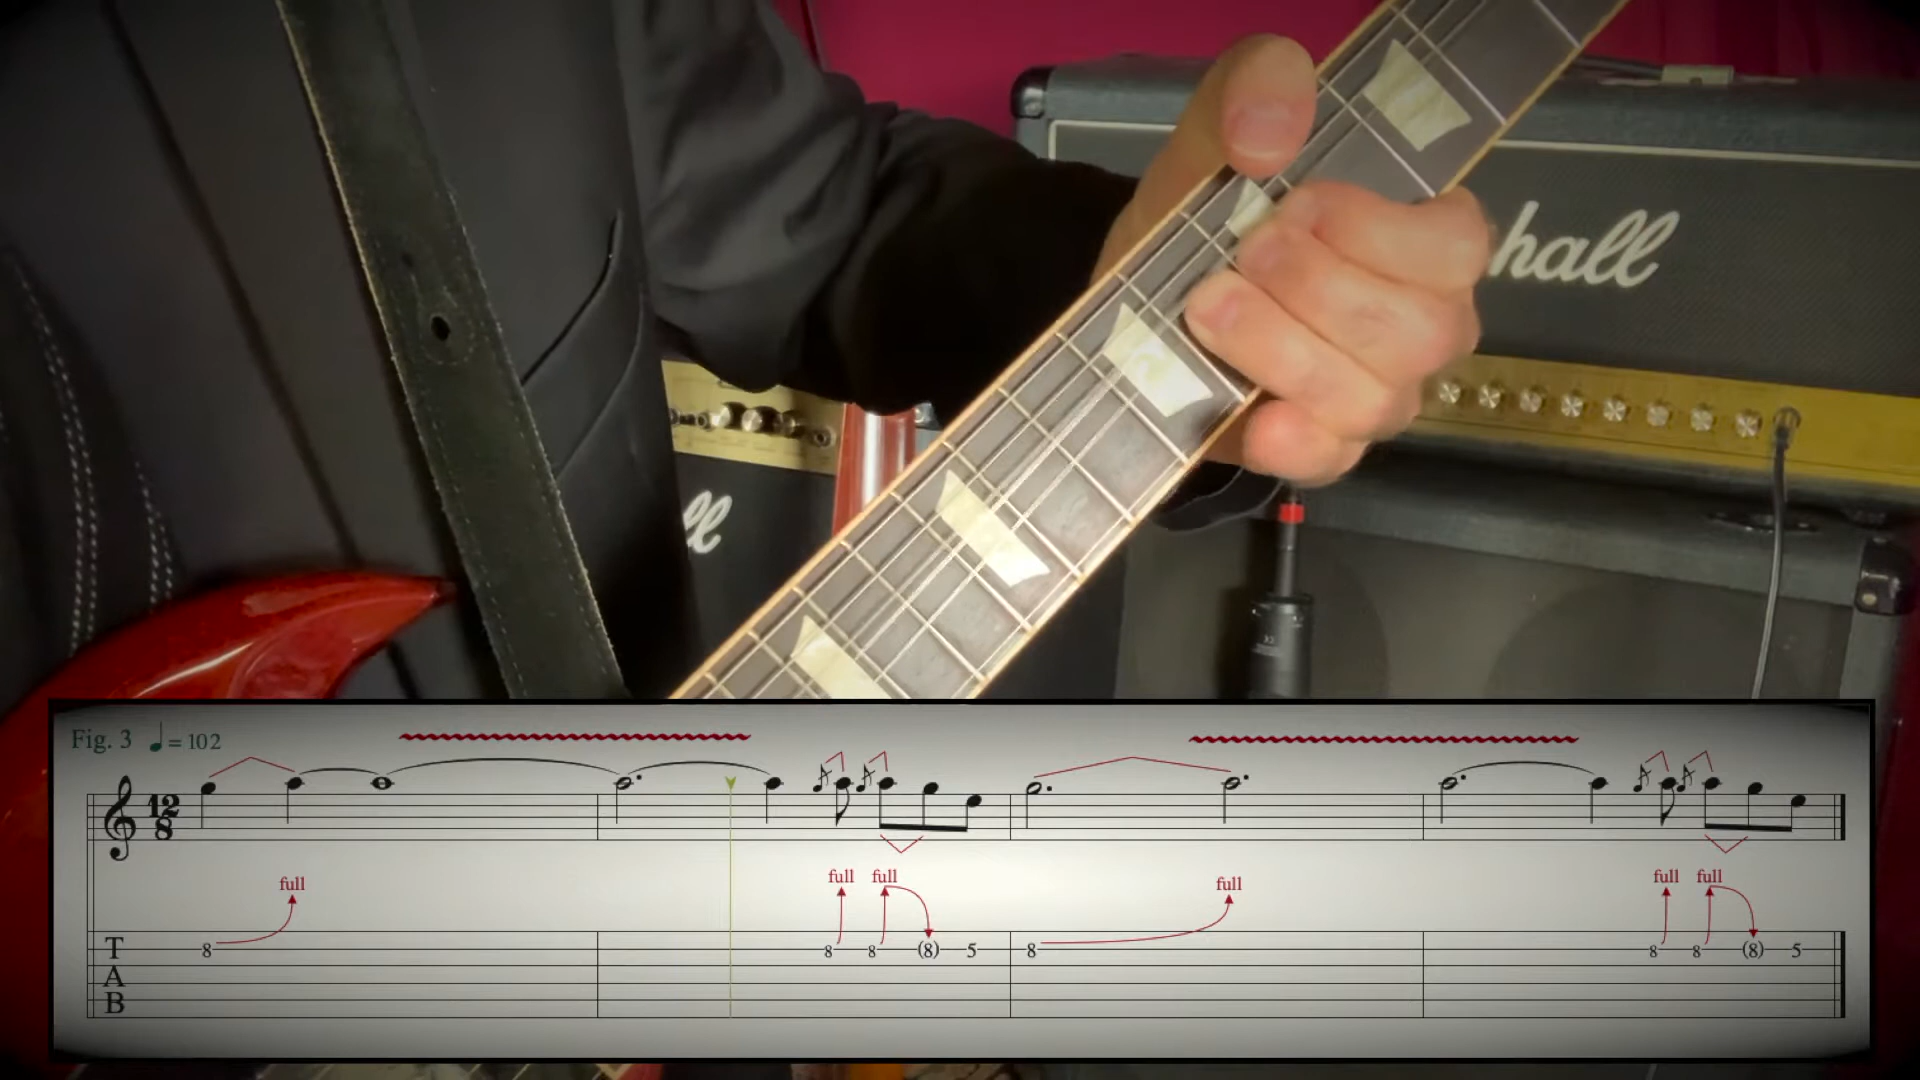 hall
ll
Fig. 3 ♩= 102
12
8
full full full full full full
8 8 8 (8) 5 8 8 8 (8) 5
T
A
B